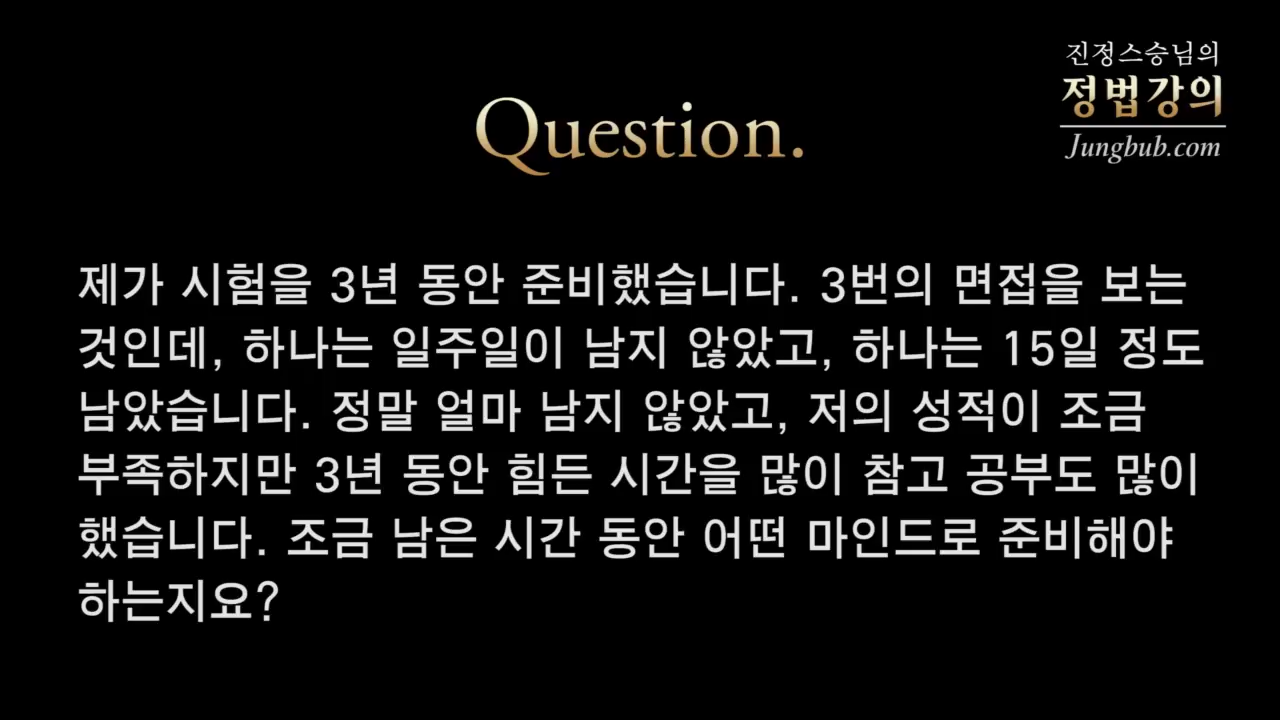 진정스승님의
정법강의
Jungbub.com
Question.
제가 시험을 3년 동안 준비했습니다. 3번의 면접을 보는
것인데, 하나는 일주일이 남지 않았고, 하나는 15일 정도
남았습니다. 정말 얼마 남지 않았고, 저의 성적이 조금
부족하지만 3년 동안 힘든 시간을 많이 참고 공부도 많이
했습니다. 조금 남은 시간 동안 어떤 마인드로 준비해야
하는지요?